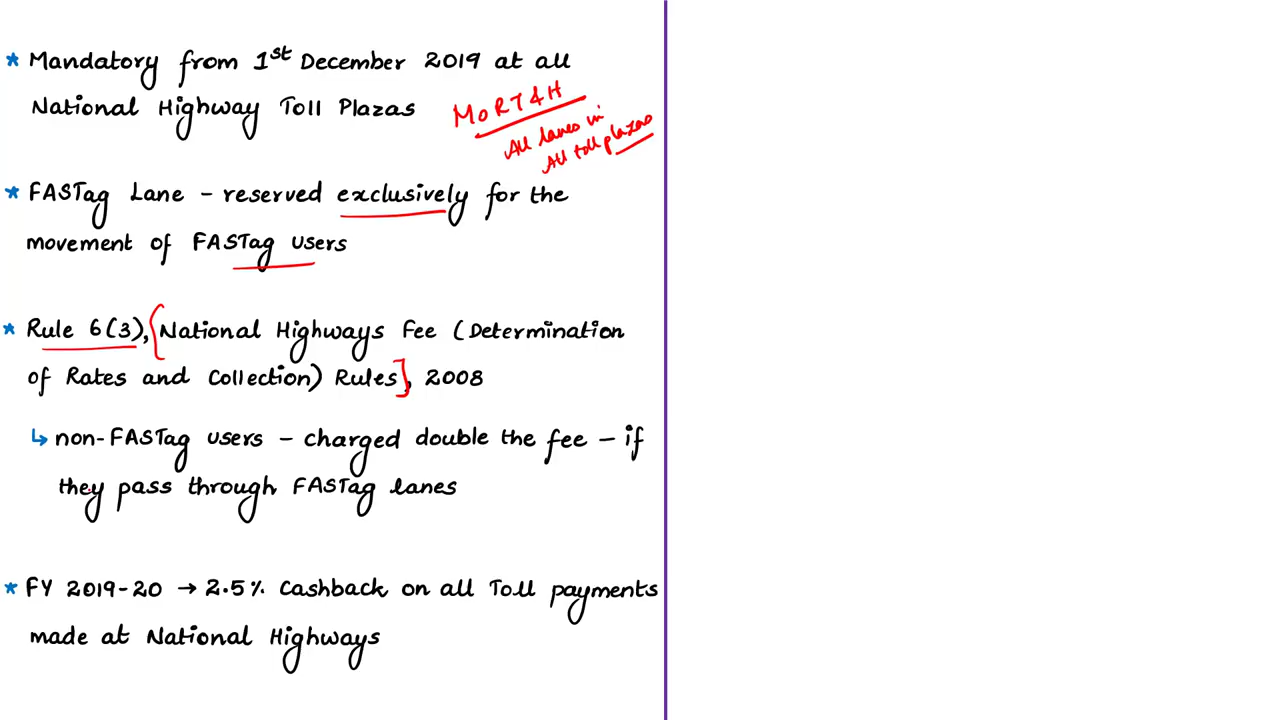 * Mandatory from 1st December 2019 at all
National Highway Toll Plazas
MoRT&H
All lanes in
All toll plazas
* FASTag Lane - reserved exclusively for the
movement of FASTag users
* Rule 6(3), [National Highways Fee (Determination
of Rates and Collection) Rules], 2008
↳ non-FASTag users - charged double the fee - if
they pass through FASTag lanes
* FY 2019-20 → 2.5% Cashback on all Toll payments
made at National Highways